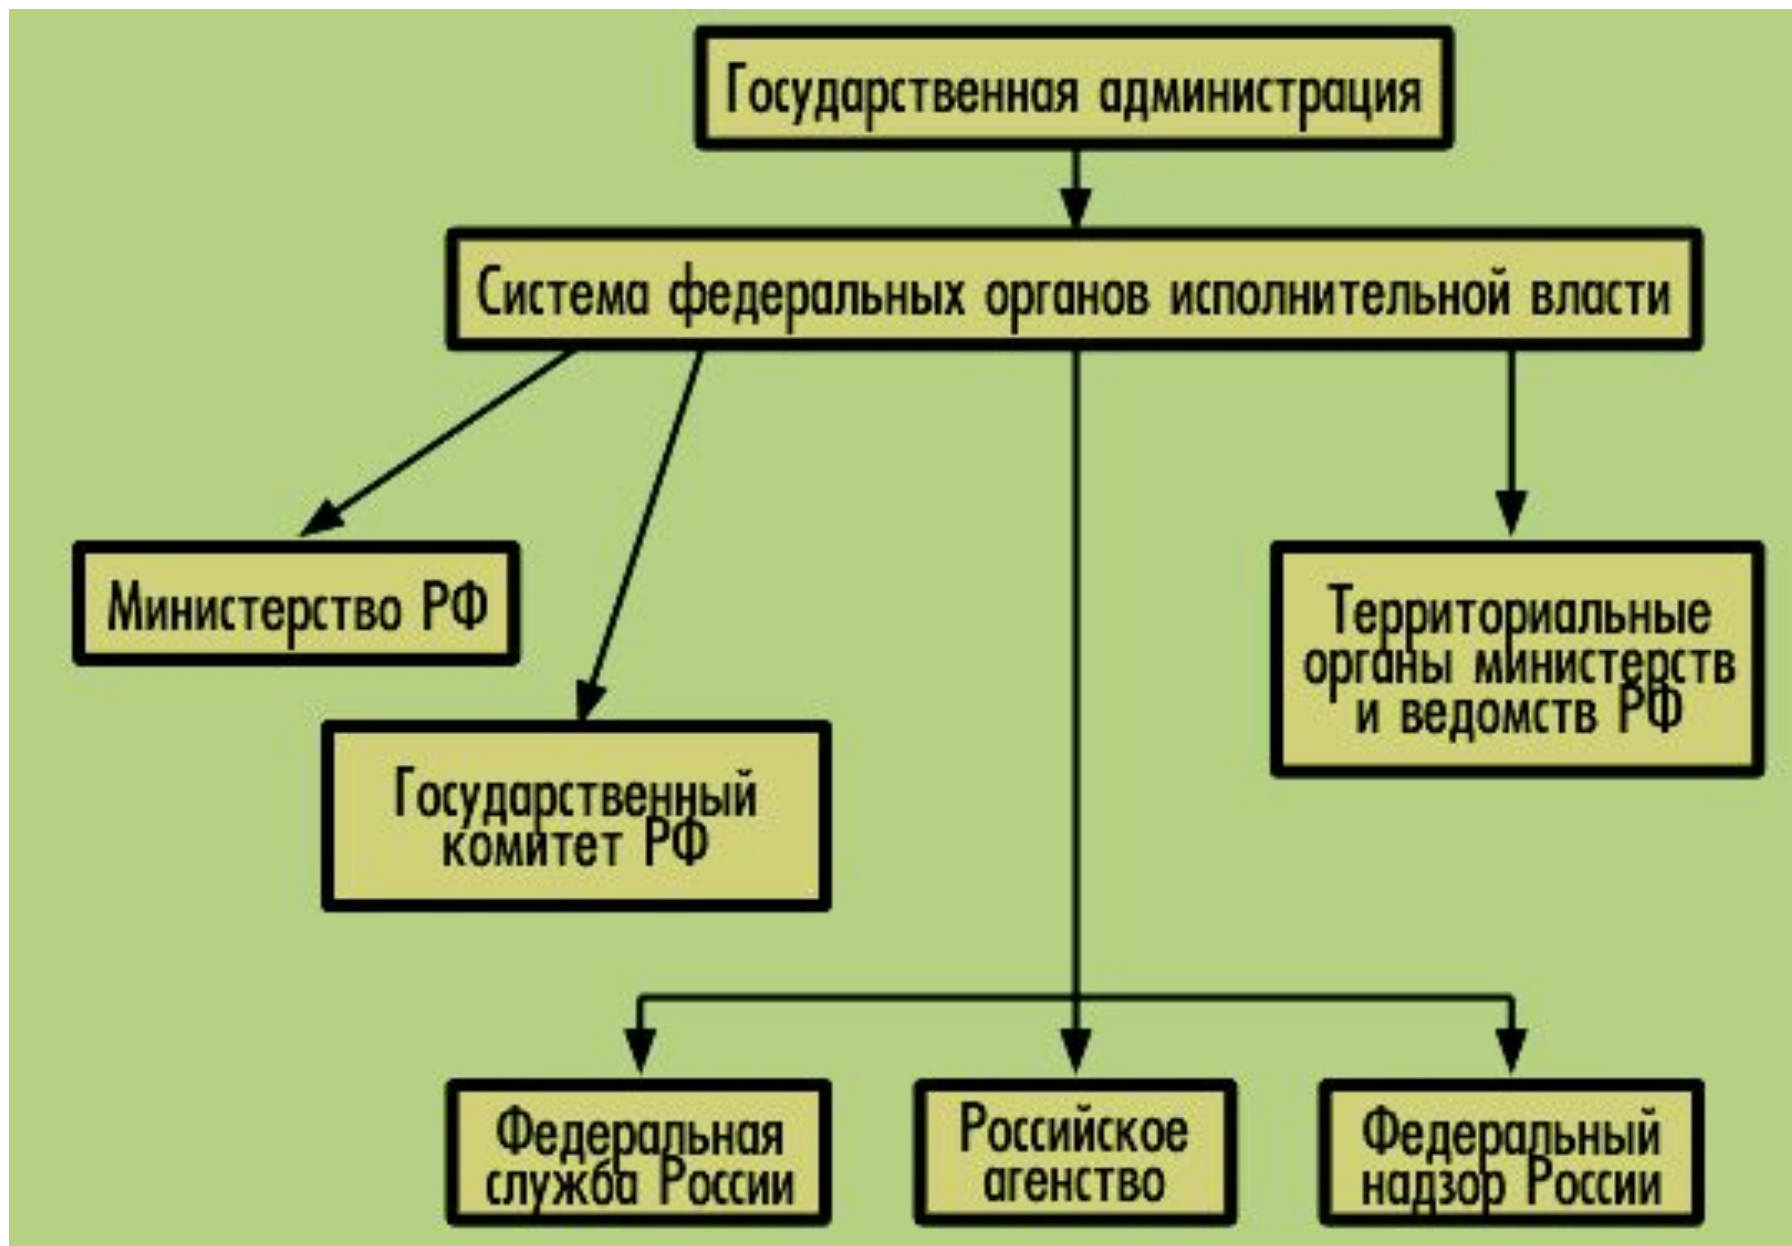 Государственная администрация
Система федеральных органов исполнительной власти
Министерство РФ
Территориальные
органы министерств
и ведомств РФ
Государственный
комитет РФ
Федеральная
служба России
Российское
агенство
Федеральный
надзор России